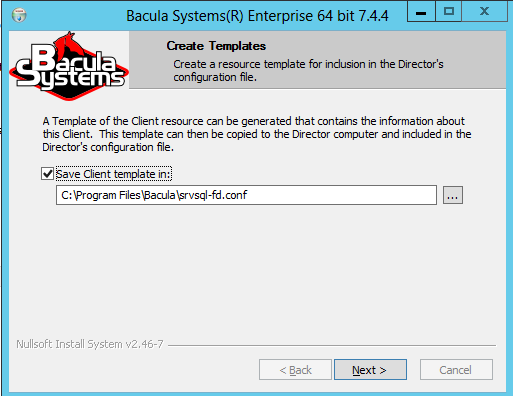 Bacula Systems(R) Enterprise 64 bit 7.4.4
Bacula
Systems
Create Templates
Create a resource template for inclusion in the Director's
configuration file.
A Template of the Client resource can be generated that contains the information about
this Client. This template can then be copied to the Director computer and included in the
Director's configuration file.
Save Client template in:
C:\Program Files\Bacula\srvsql-fd.conf
...
Nullsoft Install System v2.46-7
< Back
Next >
Cancel